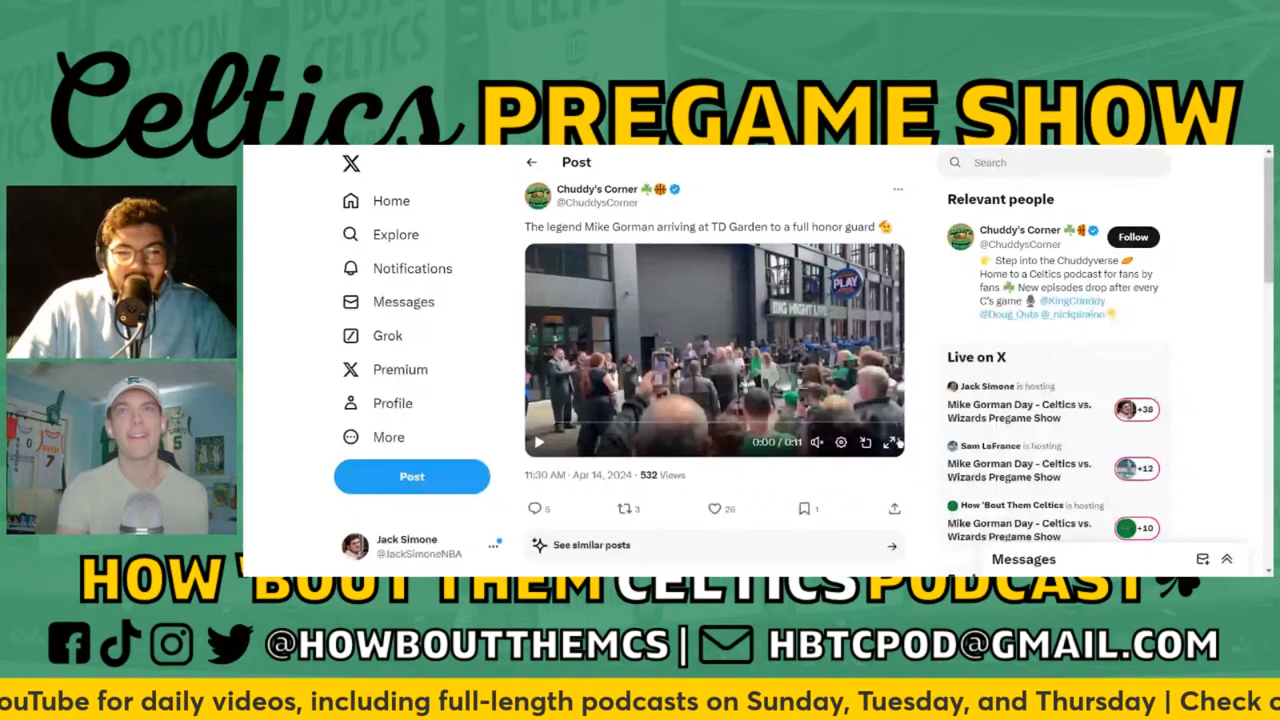 Celtics PREGAME SHOW
Post
Search
Chuddy's Corner
@ChuddysCorner
The legend Mike Gorman arriving at TD Garden to a full honor guard
PLAY
BIG NIGHT LIVE
0:00 / 0:11
11:30 AM · Apr 14, 2024 · 532 Views
5
3
26
1
See similar posts
Home
Explore
Notifications
Messages
Grok
Premium
Profile
More
Post
Jack Simone
@JackSimoneNBA
Relevant people
Chuddy's Corner
@ChuddysCorner
Follow
Step into the Chuddyverse
Home to a Celtics podcast for fans by
fans New episodes drop after every
C's game @KingChuddy
Live on X
Jack Simone is hosting
Mike Gorman Day - Celtics vs.
Wizards Pregame Show
+38
Sam LaFrance is hosting
Mike Gorman Day - Celtics vs.
Wizards Pregame Show
+12
How 'Bout Them Celtics is hosting
Mike Gorman Day - Celtics vs.
Wizards Pregame Show
+10
Messages
HOW 'BOUT THEM CELTICS PODCAST
@HOWBOUTTHEMCS | HBTCPOD@GMAIL.COM
ouTube for daily videos, including full-length podcasts on Sunday, Tuesday, and Thursday | Check